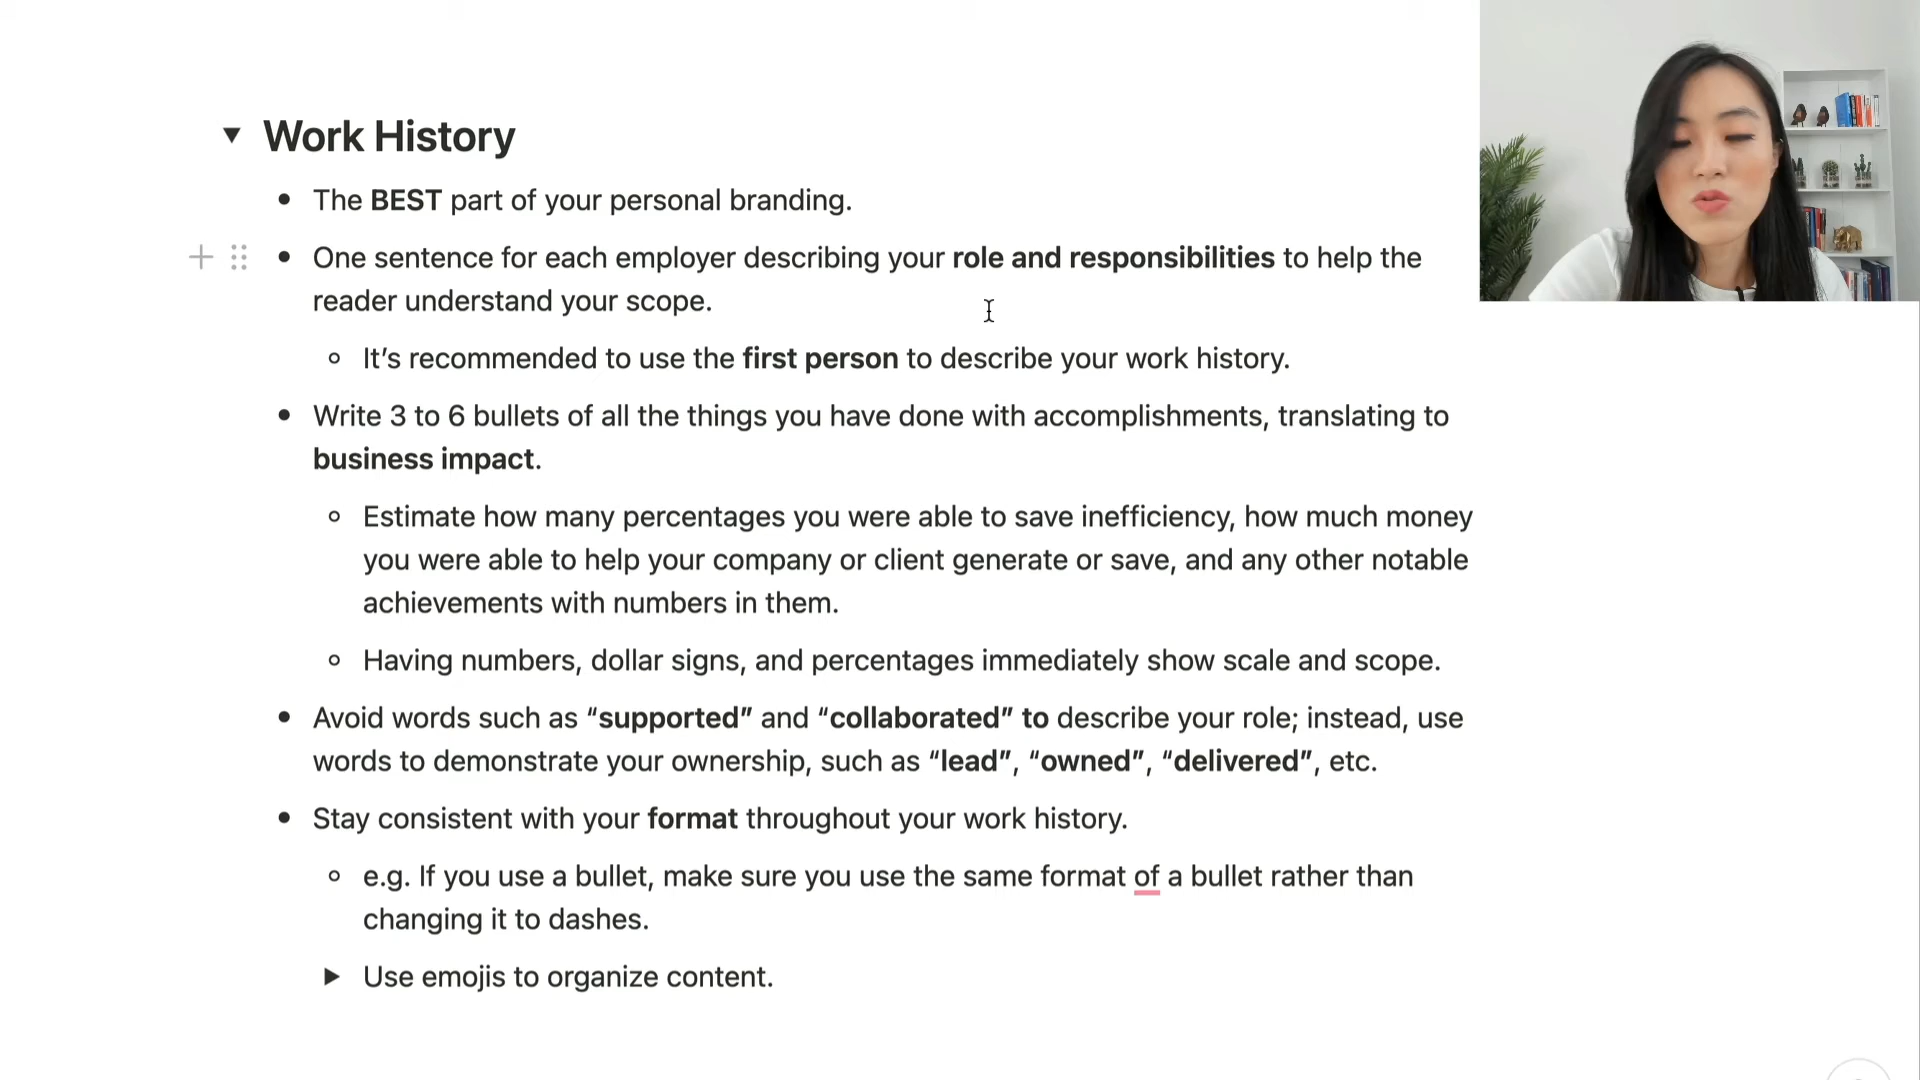 Work History
The BEST part of your personal branding.
One sentence for each employer describing your role and responsibilities to help the
reader understand your scope.
It’s recommended to use the first person to describe your work history.
Write 3 to 6 bullets of all the things you have done with accomplishments, translating to
business impact.
Estimate how many percentages you were able to save inefficiency, how much money
you were able to help your company or client generate or save, and any other notable
achievements with numbers in them.
Having numbers, dollar signs, and percentages immediately show scale and scope.
Avoid words such as “supported” and “collaborated” to describe your role; instead, use
words to demonstrate your ownership, such as “lead”, “owned”, “delivered”, etc.
Stay consistent with your format throughout your work history.
e.g. If you use a bullet, make sure you use the same format of a bullet rather than
changing it to dashes.
Use emojis to organize content.